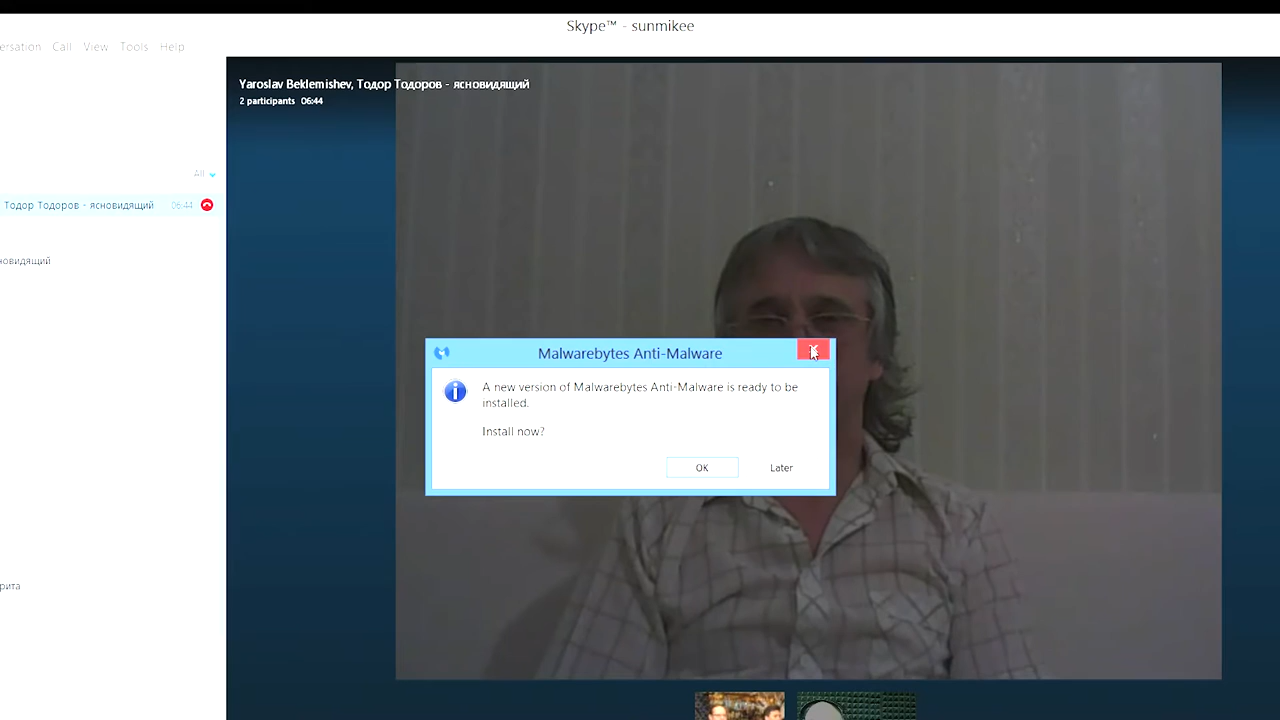 Skype™ - sunmikee
ersation Call View Tools Help
Yaroslav Beklemishev, Тодор Тодоров - ясновидящий
2 participants 06:44
All
Тодор Тодоров - ясновидящий 06:44
новидящий
Malwarebytes Anti-Malware
A new version of Malwarebytes Anti-Malware is ready to be
installed.
Install now?
OK Later
рита